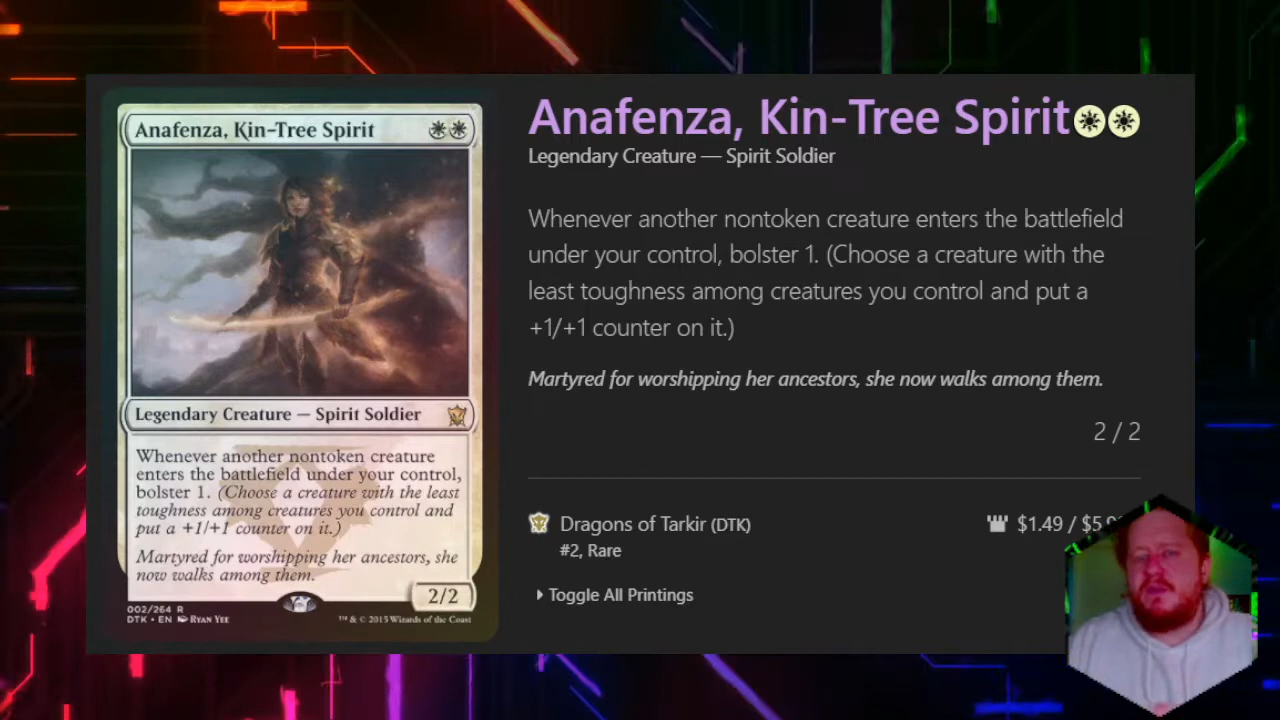 Anafenza, Kin-Tree Spirit
Legendary Creature — Spirit Soldier
Whenever another nontoken creature
enters the battlefield under your control,
bolster 1. (Choose a creature with the least
toughness among creatures you control and
put a +1/+1 counter on it.)
Martyred for worshipping her ancestors, she
now walks among them.
2/2
002/264 R
DTK • EN Ryan Yee
™ & © 2015 Wizards of the Coast
Anafenza, Kin-Tree Spirit
Legendary Creature — Spirit Soldier
Whenever another nontoken creature enters the battlefield
under your control, bolster 1. (Choose a creature with the
least toughness among creatures you control and put a
+1/+1 counter on it.)
Martyred for worshipping her ancestors, she now walks among them.
2 / 2
Dragons of Tarkir (DTK)
#2, Rare
$1.49 /
Toggle All Printings